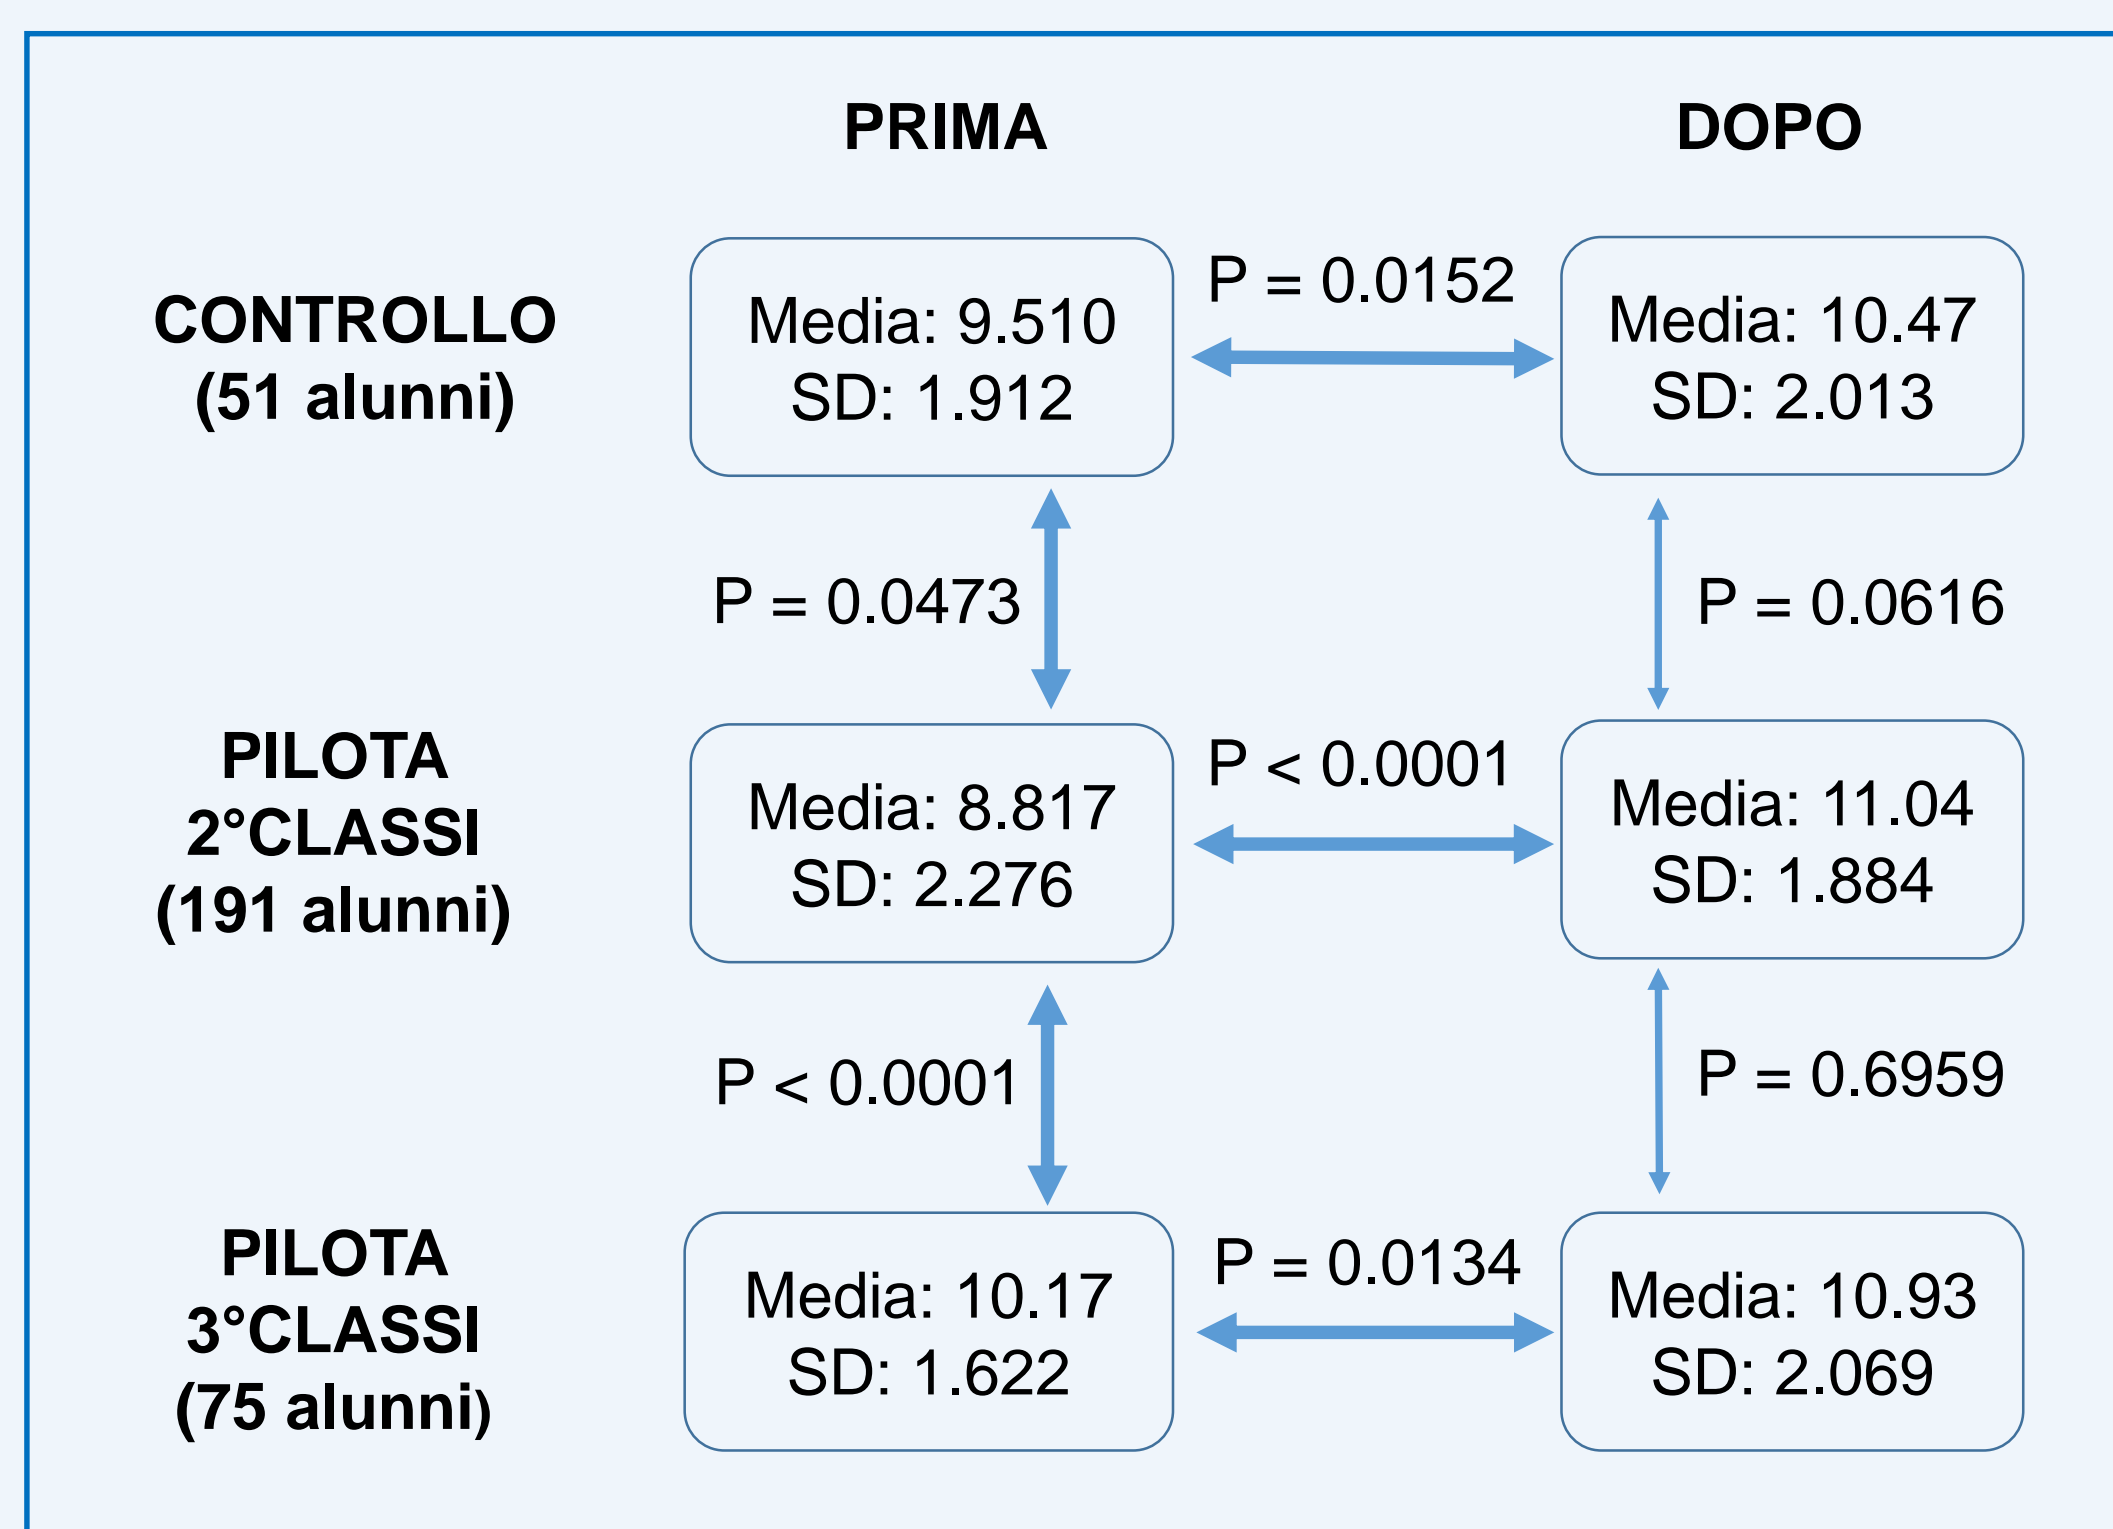 PRIMA
DOPO
CONTROLLO
(51 alunni)
Media: 9.510
SD: 1.912
P = 0.0152
Media: 10.47
SD: 2.013
P = 0.0473
P = 0.0616
PILOTA
2°CLASSI
(191 alunni)
Media: 8.817
SD: 2.276
P < 0.0001
Media: 11.04
SD: 1.884
P < 0.0001
P = 0.6959
PILOTA
3°CLASSI
(75 alunni)
Media: 10.17
SD: 1.622
P = 0.0134
Media: 10.93
SD: 2.069